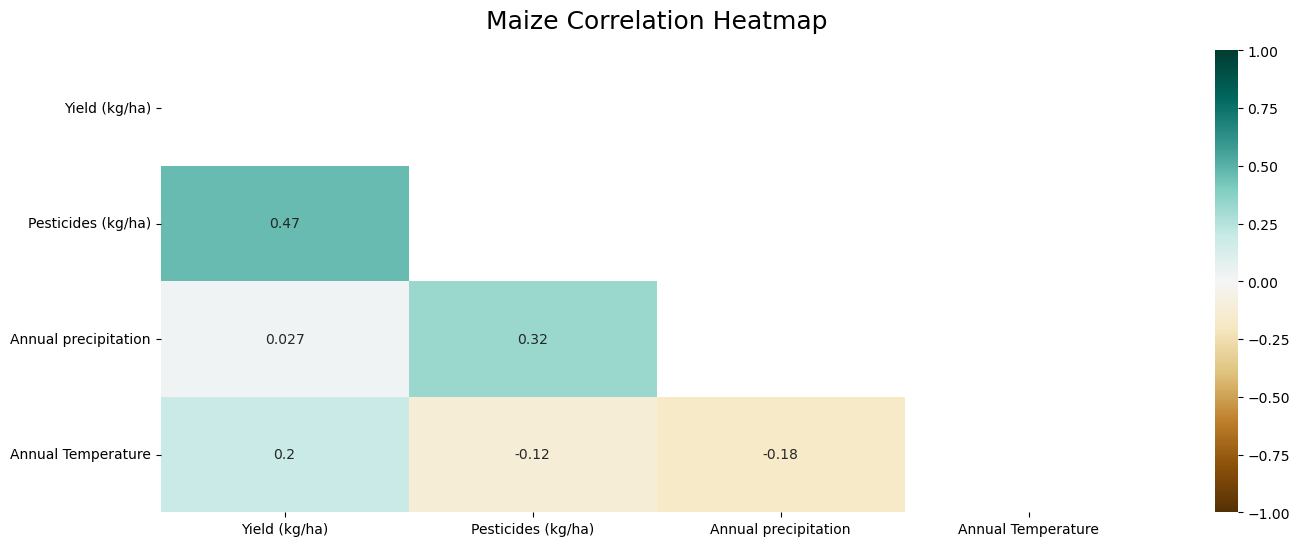 Maize Correlation Heatmap
Yield (kg/ha)
Pesticides (kg/ha)
0.47
Annual precipitation
0.027
0.32
Annual Temperature
0.2
-0.12
-0.18
Yield (kg/ha)
Pesticides (kg/ha)
Annual precipitation
Annual Temperature
1.00
0.75
0.50
0.25
0.00
−0.25
−0.50
−0.75
−1.00